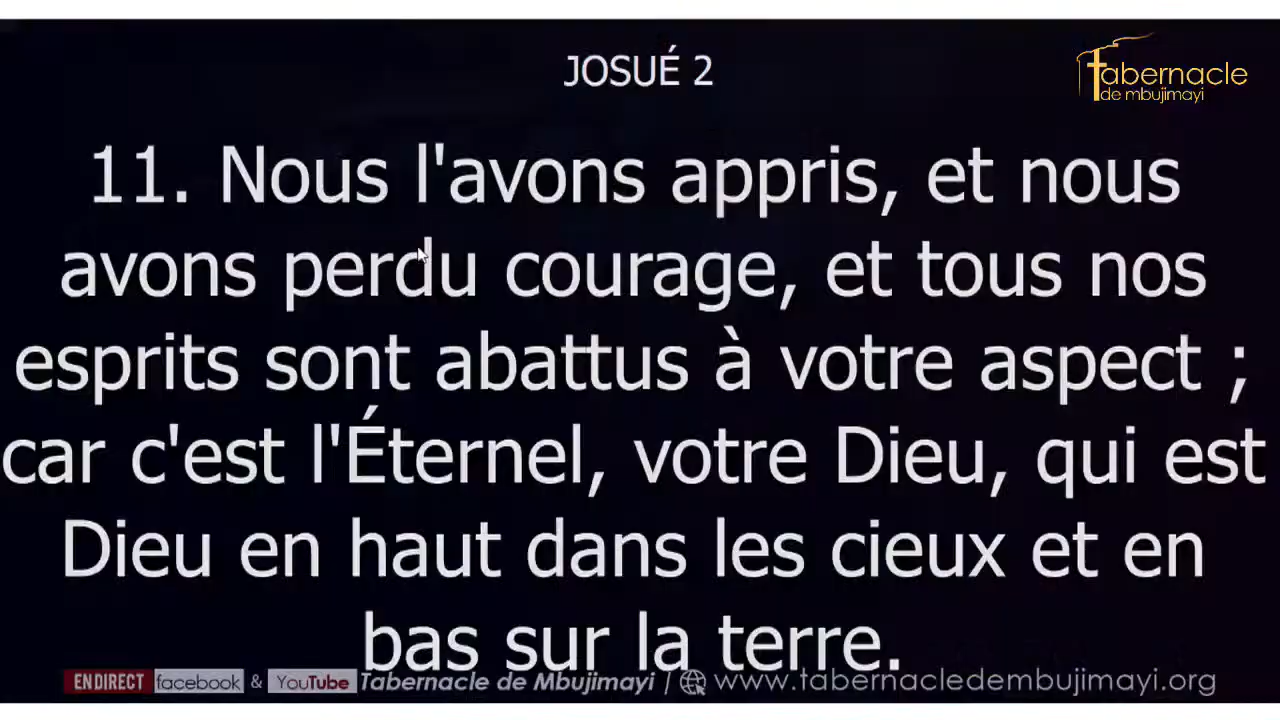 JOSUÉ 2
Tabernacle
de mbujimayi
11. Nous l'avons appris, et nous
avons perdu courage, et tous nos
esprits sont abattus à votre aspect ;
car c'est l'Éternel, votre Dieu, qui est
Dieu en haut dans les cieux et en
bas sur la terre.
EN DIRECT facebook & YouTube Tabernacle de Mbujimayi | www.tabernacledembujimayi.org